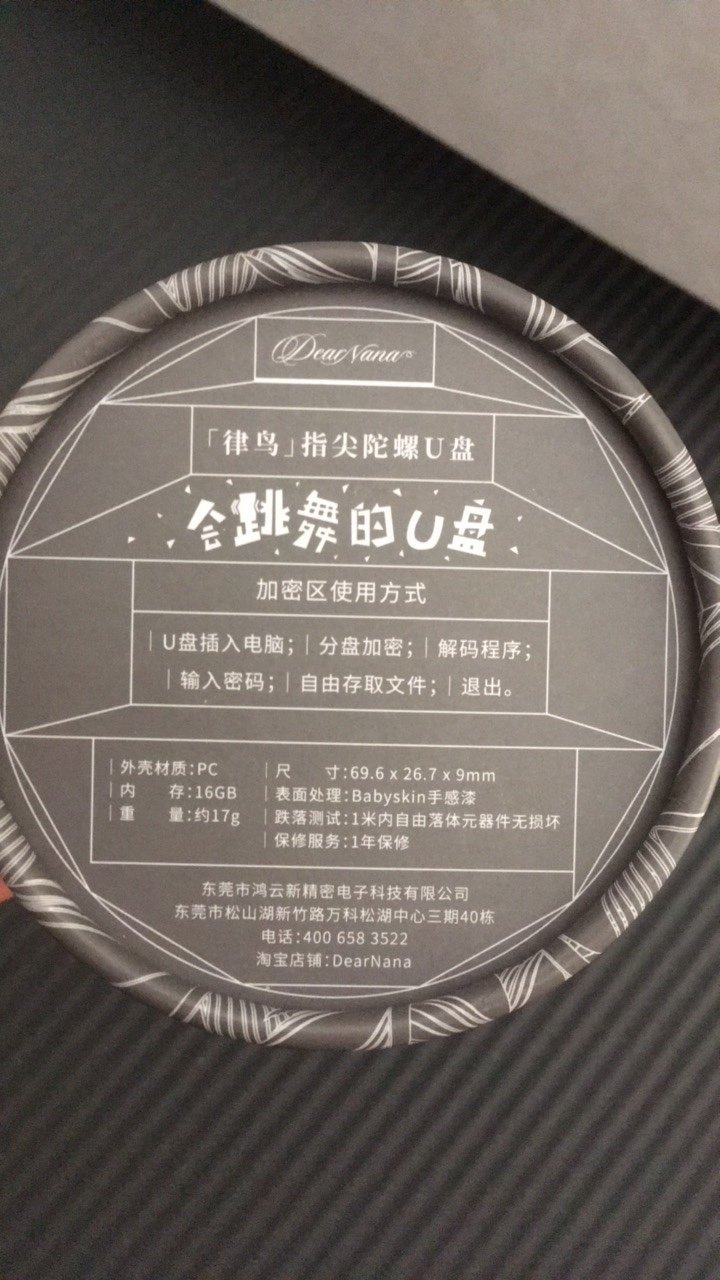 DearNana
「律鸟」指尖陀螺U盘
会跳舞的U盘
加密区使用方式
|U盘插入电脑；|分盘加密；|解码程序；
|输入密码；|自由存取文件；|退出。
|外壳材质:PC |尺 寸:69.6 x 26.7 x 9mm
|内 存:16GB |表面处理:Babyskin手感漆
|重 量:约17g |跌落测试:1米内自由落体元器件无损坏
|保修服务:1年保修
东莞市鸿云新精密电子科技有限公司
东莞市松山湖新竹路万科松湖中心三期40栋
电话:400 658 3522
淘宝店铺:DearNana